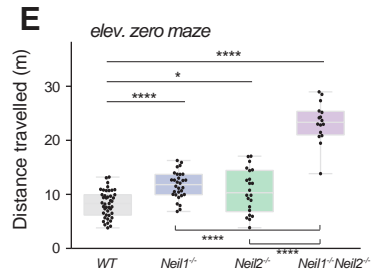 E
elev. zero maze
Distance travelled (m)
30
20
10
0
****
*
****
****
****
WT
Neil1⁻/⁻
Neil2⁻/⁻
Neil1⁻/⁻Neil2⁻/⁻